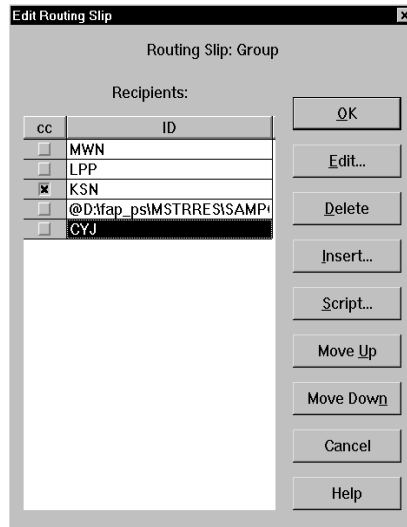 Edit Routing Slip
Routing Slip: Group
Recipients:
cc ID
MWN
LPP
KSN
@D:\fap_ps\MSTRRES\SAMP
CYJ
OK
Edit...
Delete
Insert...
Script...
Move Up
Move Down
Cancel
Help